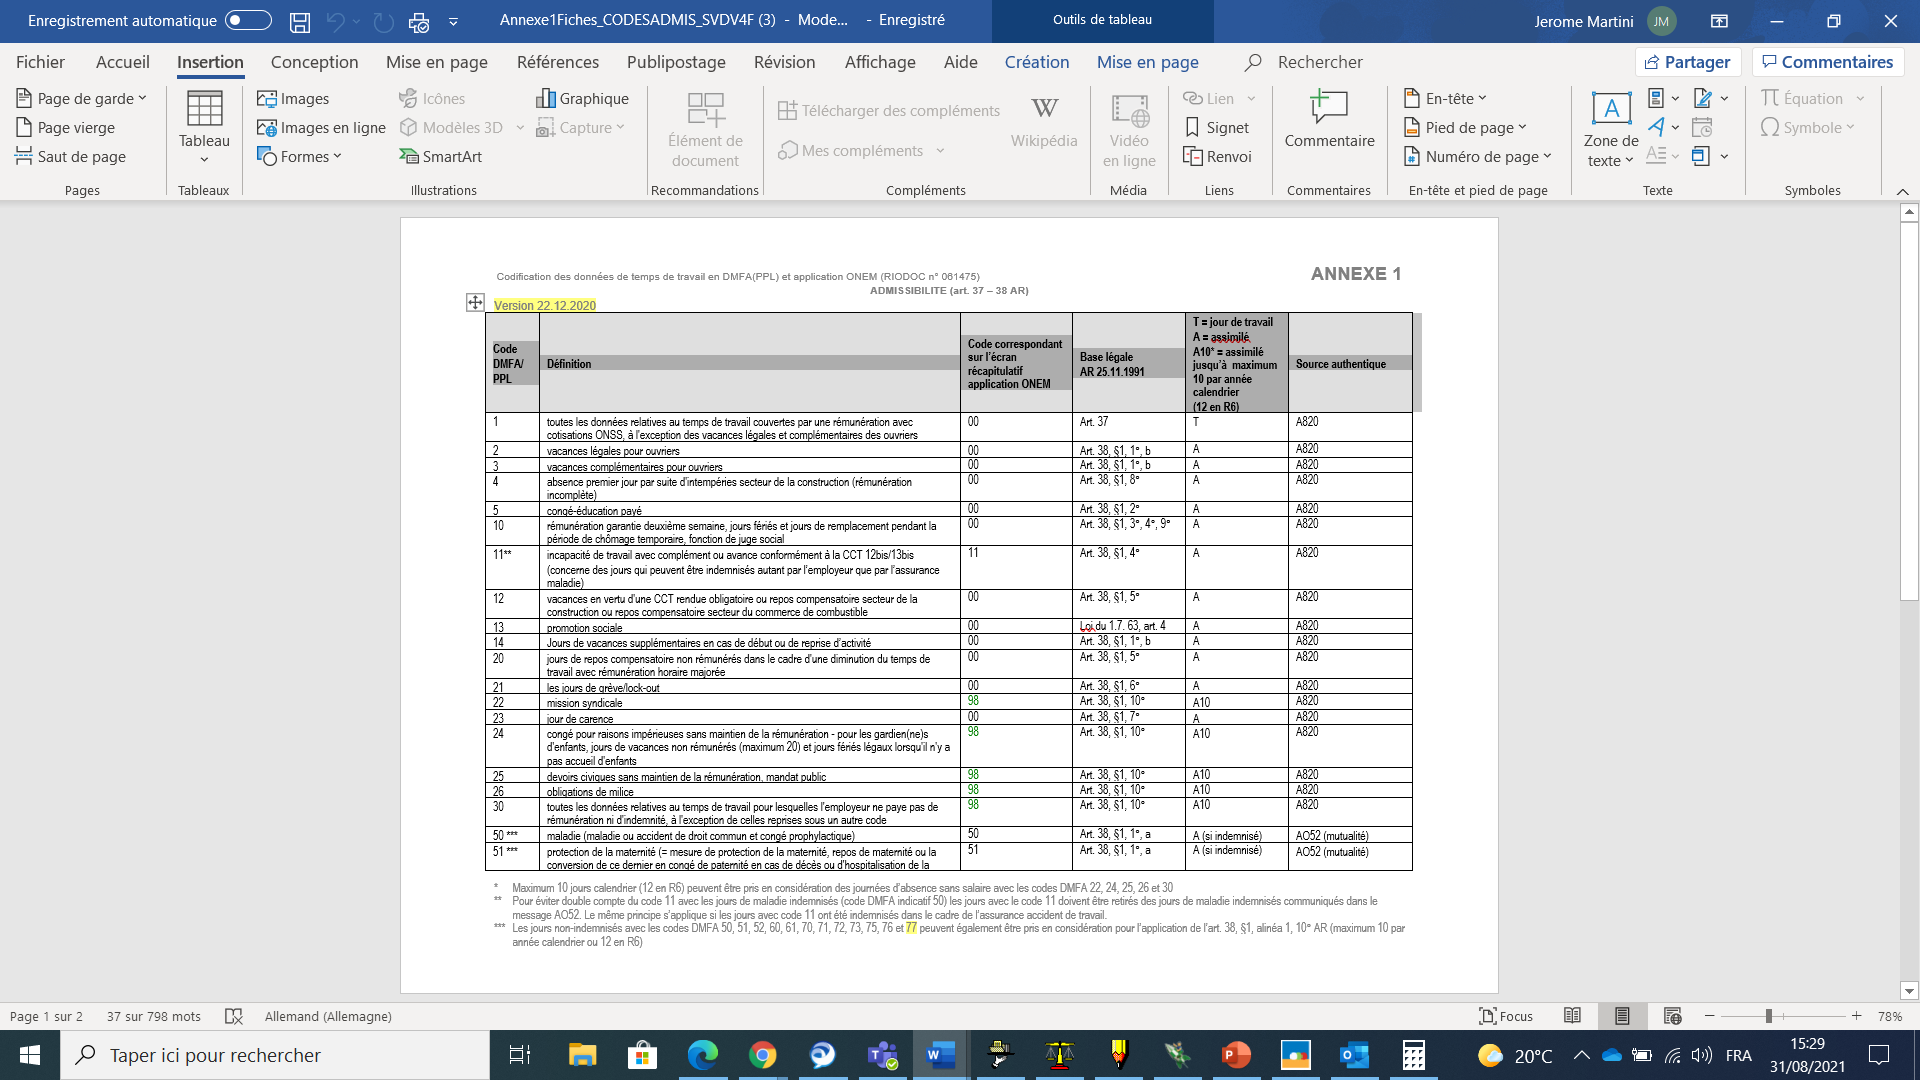 Enregistrement automatique
Annexe1Fiches_CODESADMIS_SVDV4F (3) - Mode... - Enregistré
Outils de tableau
Jerome Martini
JM
Fichier Accueil Insertion Conception Mise en page Références Publipostage Révision Affichage Aide Création Mise en page Rechercher
Partager Commentaires
Page de garde
Page vierge
Saut de page
Pages
Tableau
Tableaux
Images
Images en ligne
Formes
Icônes
Modèles 3D
SmartArt
Graphique
Capture
Illustrations
Élément de
document
Recommandations
Télécharger des compléments
Mes compléments
Wikipédia
Compléments
Vidéo
en ligne
Média
Lien
Signet
Renvoi
Liens
Commentaire
Commentaires
En-tête
Pied de page
Numéro de page
En-tête et pied de page
Zone de
texte
Texte
Équation
Symbole
Symboles
Codification des données de temps de travail en DMFA(PPL) et application ONEM (RIODOC n° 061475)
ANNEXE 1
ADMISSIBILITE (art. 37 – 38 AR)
Version 22.12.2020
Code
DMFA/
PPL
Définition
Code correspondant
sur l'écran
récapitulatif
application ONEM
Base légale
AR 25.11.1991
T = jour de travail
A = assimilé
A10* = assimilé
jusqu'à maximum
10 par année
calendrier
(12 en R6)
Source authentique
1 toutes les données relatives au temps de travail couvertes par une rémunération avec 00 Art. 37 T A820
cotisations ONSS, à l'exception des vacances légales et complémentaires des ouvriers
2 vacances légales pour ouvriers 00 Art. 38, §1, 1°, b A A820
3 vacances complémentaires pour ouvriers 00 Art. 38, §1, 1°, b A A820
4 absence premier jour par suite d'intempéries secteur de la construction (rémunération 00 Art. 38, §1, 8° A A820
incomplète)
5 congé-éducation payé 00 Art. 38, §1, 2° A A820
10 rémunération garantie deuxième semaine, jours fériés et jours de remplacement pendant la 00 Art. 38, §1, 3°, 4°, 9° A A820
période de chômage temporaire, fonction de juge social
11** incapacité de travail avec complément ou avance conformément à la CCT 12bis/13bis 11 Art. 38, §1, 4° A A820
(concerne des jours qui peuvent être indemnisés autant par l'employeur que par l'assurance
maladie)
12 vacances en vertu d'une CCT rendue obligatoire ou repos compensatoire secteur de la 00 Art. 38, §1, 5° A A820
construction ou repos compensatoire secteur du commerce de combustible
13 promotion sociale 00 Loi du 1.7. 63, art. 4 A A820
14 Jours de vacances supplémentaires en cas de début ou de reprise d'activité 00 Art. 38, §1, 1°, b A A820
20 jours de repos compensatoire non rémunérés dans le cadre d'une diminution du temps de 00 Art. 38, §1, 5° A A820
travail avec rémunération horaire majorée
21 les jours de grève/lock-out 00 Art. 38, §1, 6° A A820
22 mission syndicale 98 Art. 38, §1, 10° A10 A820
23 jour de carence 00 Art. 38, §1, 7° A A820
24 congé pour raisons impérieuses sans maintien de la rémunération - pour les gardien(ne)s 98 Art. 38, §1, 10° A10 A820
d'enfants, jours de vacances non rémunérés (maximum 20) et jours fériés légaux lorsqu'il n'y a
pas accueil d'enfants
25 devoirs civiques sans maintien de la rémunération, mandat public 98 Art. 38, §1, 10° A10 A820
26 obligations de milice 98 Art. 38, §1, 10° A10 A820
30 toutes les données relatives au temps de travail pour lesquelles l'employeur ne paye pas de 98 Art. 38, §1, 10° A10 A820
rémunération ni d'indemnité, à l'exception de celles reprises sous un autre code
50 *** maladie (maladie ou accident de droit commun et congé prophylactique) 50 Art. 38, §1, 1°, a A (si indemnisé) AO52 (mutualité)
51 *** protection de la maternité (= mesure de protection de la maternité, repos de maternité ou la 51 Art. 38, §1, 1°, a A (si indemnisé) AO52 (mutualité)
conversion de ce dernier en congé de paternité en cas de décès ou d'hospitalisation de la
* Maximum 10 jours calendrier (12 en R6) peuvent être pris en considération des journées d'absence sans salaire avec les codes DMFA 22, 24, 25, 26 et 30
** Pour éviter double compte du code 11 avec les jours de maladie indemnisés (code DMFA indicatif 50) les jours avec le code 11 doivent être retirés des jours de maladie indemnisés communiqués dans le
message AO52. Le même principe s'applique si les jours avec code 11 ont été indemnisés dans le cadre de l'assurance accident de travail.
*** Les jours non-indemnisés avec les codes DMFA 50, 51, 52, 60, 61, 70, 71, 72, 73, 75, 76 et 77 peuvent également être pris en considération pour l'application de l'art. 38, §1, alinéa 1, 10° AR (maximum 10 par
année calendrier ou 12 en R6)
Page 1 sur 2 37 sur 798 mots Allemand (Allemagne) Focus 78%
Taper ici pour rechercher
20°C FRA
15:29
31/08/2021